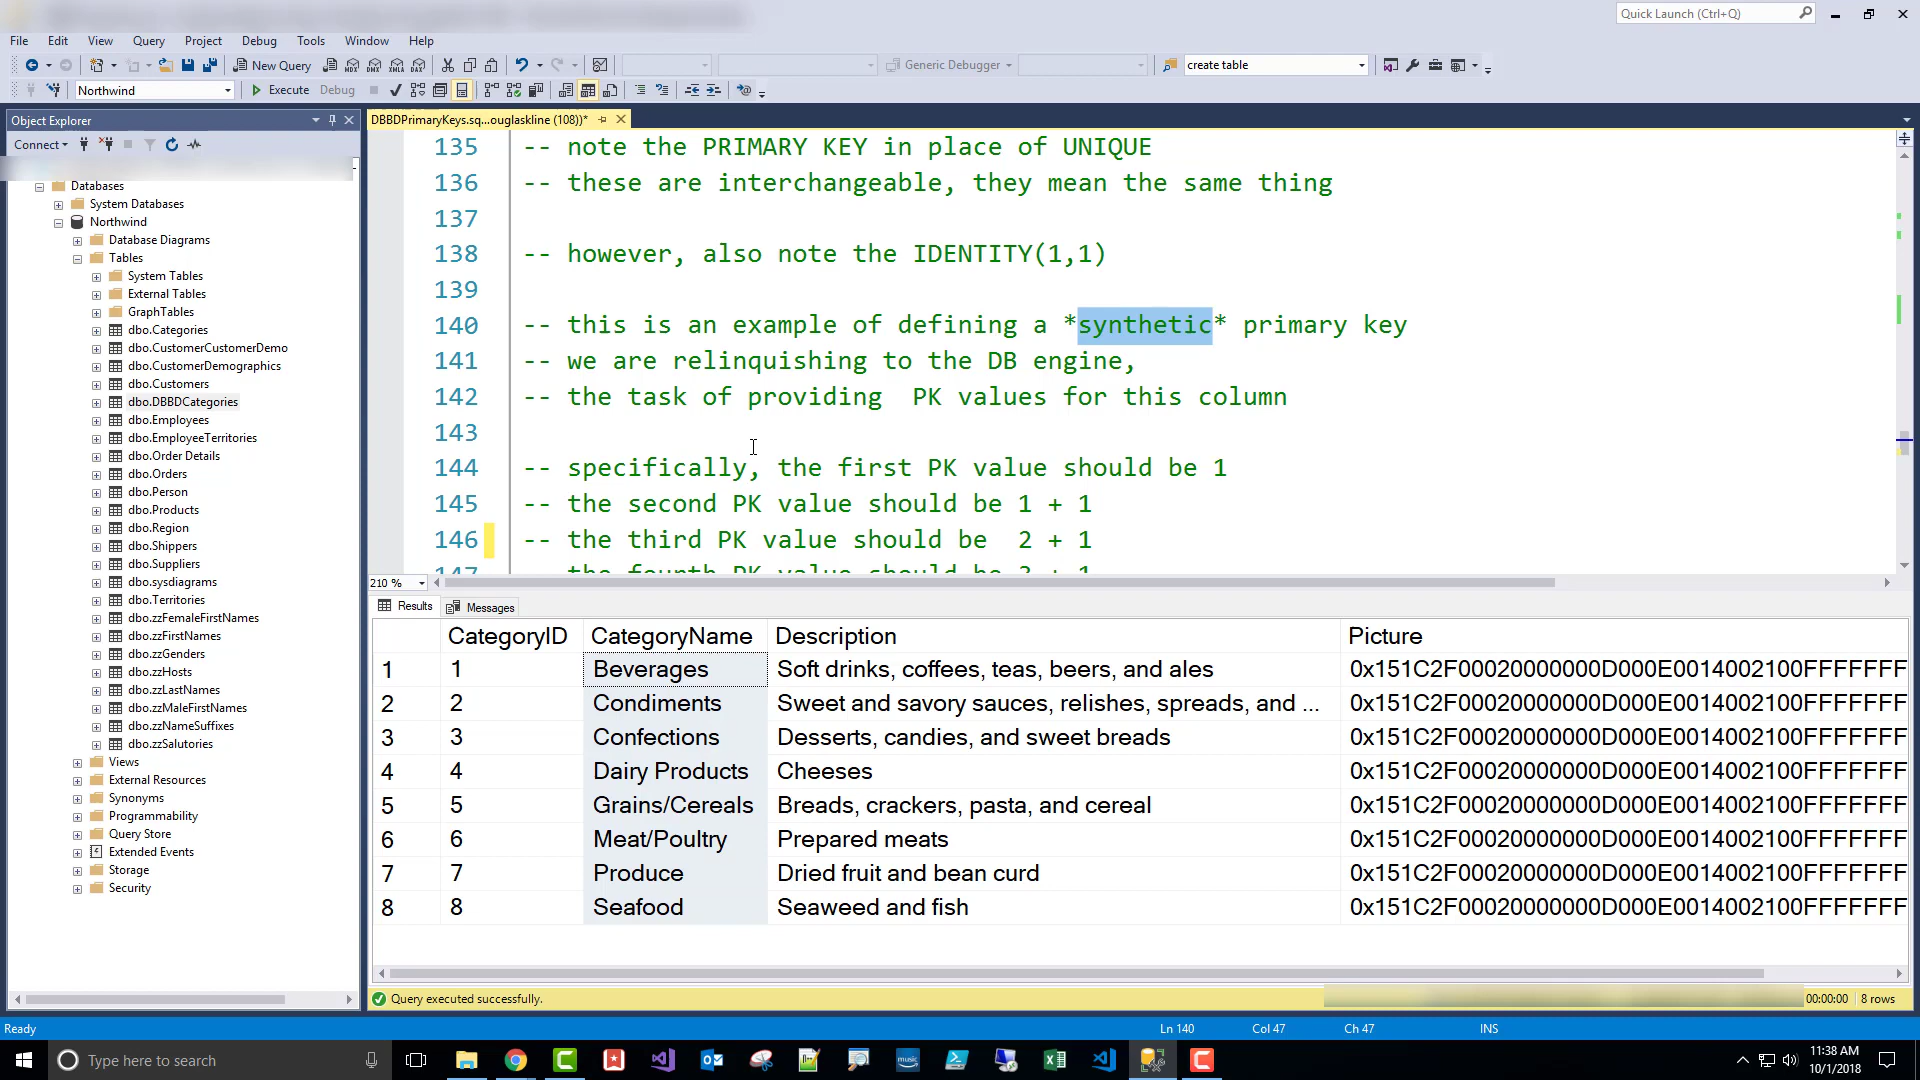 Quick Launch (Ctrl+Q)
File Edit View Query Project Debug Tools Window Help
New Query Generic Debugger create table
Northwind Execute Debug
Object Explorer
DBBDPrimaryKeys.sq...ouglaskline (108))*
Connect
Databases
System Databases
Northwind
Database Diagrams
Tables
System Tables
External Tables
GraphTables
dbo.Categories
dbo.CustomerCustomerDemo
dbo.CustomerDemographics
dbo.Customers
dbo.DBBDCategories
dbo.Employees
dbo.EmployeeTerritories
dbo.Order Details
dbo.Orders
dbo.Person
dbo.Products
dbo.Region
dbo.Shippers
dbo.Suppliers
dbo.sysdiagrams
dbo.Territories
dbo.zzFemaleFirstNames
dbo.zzFirstNames
dbo.zzGenders
dbo.zzHosts
dbo.zzLastNames
dbo.zzMaleFirstNames
dbo.zzNameSuffixes
dbo.zzSalutories
Views
External Resources
Synonyms
Programmability
Query Store
Extended Events
Storage
Security
135 -- note the PRIMARY KEY in place of UNIQUE
136 -- these are interchangeable, they mean the same thing
137
138 -- however, also note the IDENTITY(1,1)
139
140 -- this is an example of defining a *synthetic* primary key
141 -- we are relinquishing to the DB engine,
142 -- the task of providing  PK values for this column
143
144 -- specifically, the first PK value should be 1
145 -- the second PK value should be 1 + 1
146 -- the third PK value should be  2 + 1
147 -- the fourth PK value should be 3 + 1
210 %
Results Messages
CategoryID CategoryName Description Picture
1 1 Beverages Soft drinks, coffees, teas, beers, and ales 0x151C2F00020000000D000E0014002100FFFFFFF
2 2 Condiments Sweet and savory sauces, relishes, spreads, and ... 0x151C2F00020000000D000E0014002100FFFFFFF
3 3 Confections Desserts, candies, and sweet breads 0x151C2F00020000000D000E0014002100FFFFFFF
4 4 Dairy Products Cheeses 0x151C2F00020000000D000E0014002100FFFFFFF
5 5 Grains/Cereals Breads, crackers, pasta, and cereal 0x151C2F00020000000D000E0014002100FFFFFFF
6 6 Meat/Poultry Prepared meats 0x151C2F00020000000D000E0014002100FFFFFFF
7 7 Produce Dried fruit and bean curd 0x151C2F00020000000D000E0014002100FFFFFFF
8 8 Seafood Seaweed and fish 0x151C2F00020000000D000E0014002100FFFFFFF
Query executed successfully. 00:00:00 8 rows
Ready Ln 140 Col 47 Ch 47 INS
Type here to search
music
11:38 AM
10/1/2018